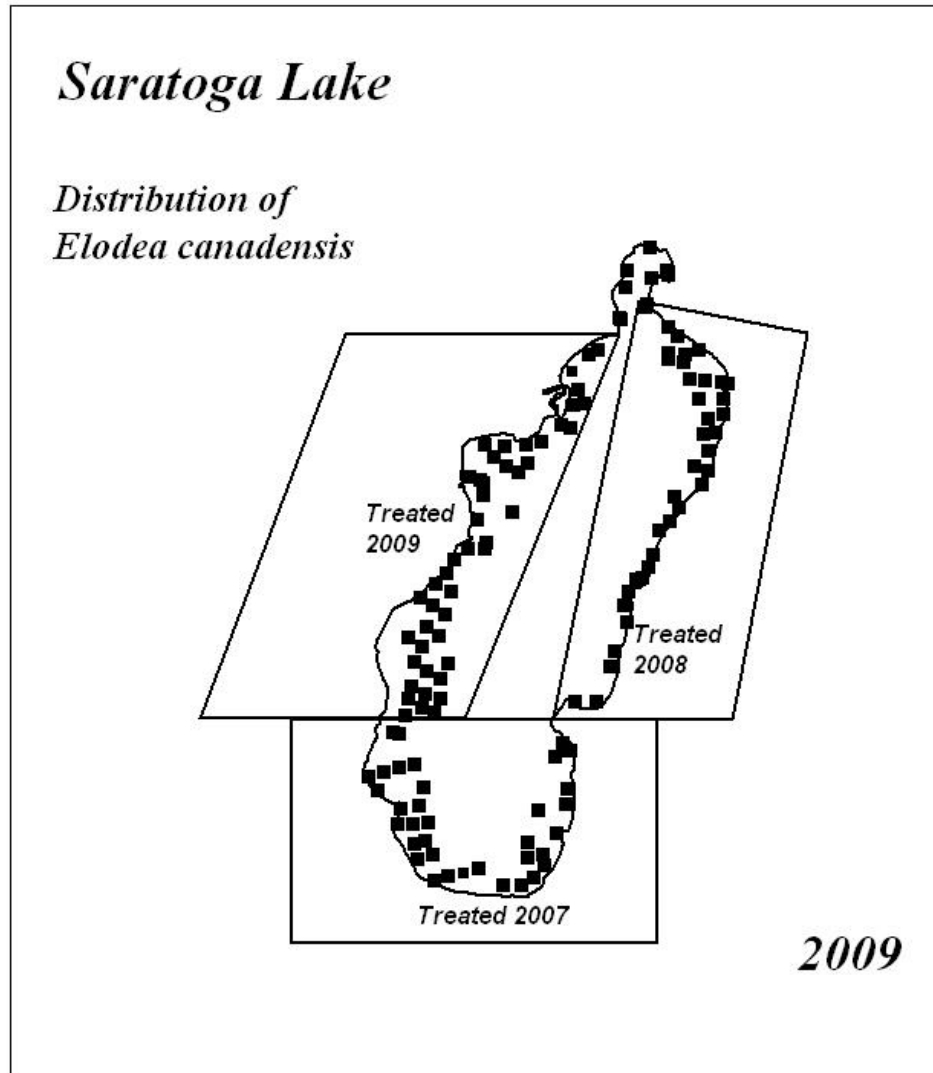 Saratoga Lake
Distribution of
Elodea canadensis
Treated
2009
Treated
2008
Treated 2007
2009